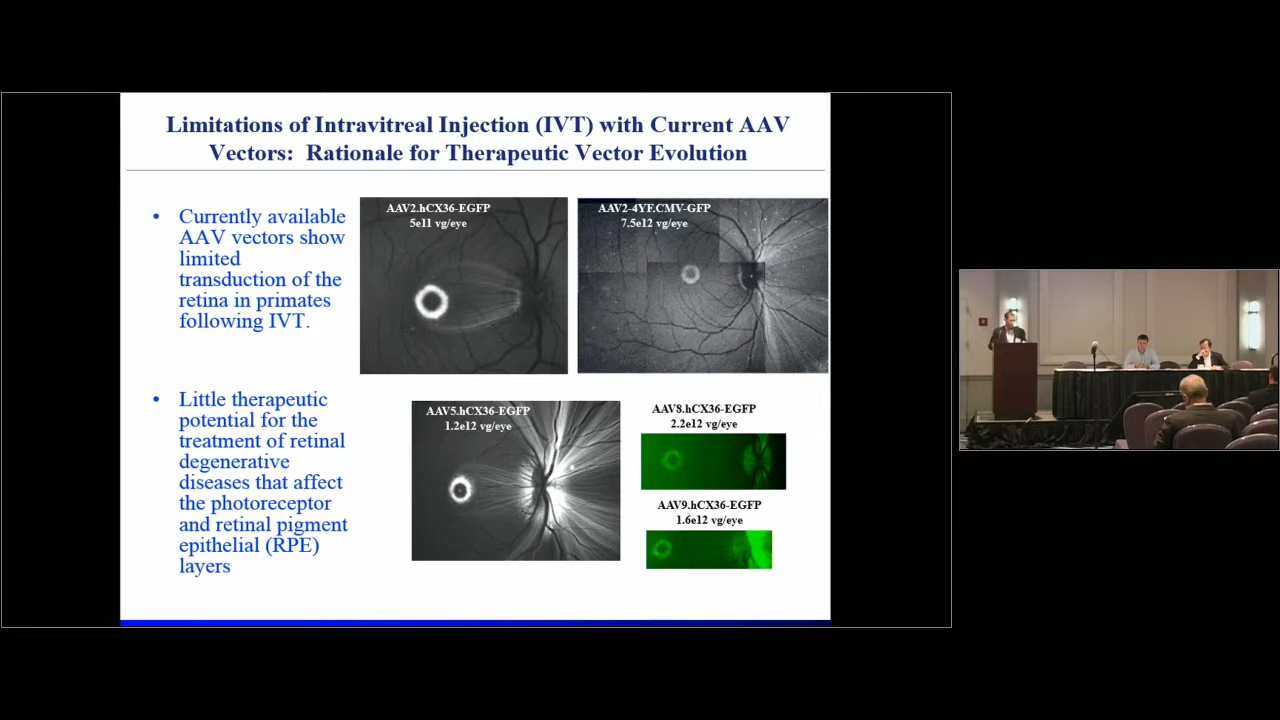 Limitations of Intravitreal Injection (IVT) with Current AAV
Vectors: Rationale for Therapeutic Vector Evolution
• Currently available
AAV vectors show
limited
transduction of the
retina in primates
following IVT.
• Little therapeutic
potential for the
treatment of retinal
degenerative
diseases that affect
the photoreceptor
and retinal pigment
epithelial (RPE)
layers
AAV2.hCX36-EGFP
5e11 vg/eye
AAV2-4YF.CMV-GFP
7.5e12 vg/eye
AAV5.hCX36-EGFP
1.2e12 vg/eye
AAV8.hCX36-EGFP
2.2e12 vg/eye
AAV9.hCX36-EGFP
1.6e12 vg/eye